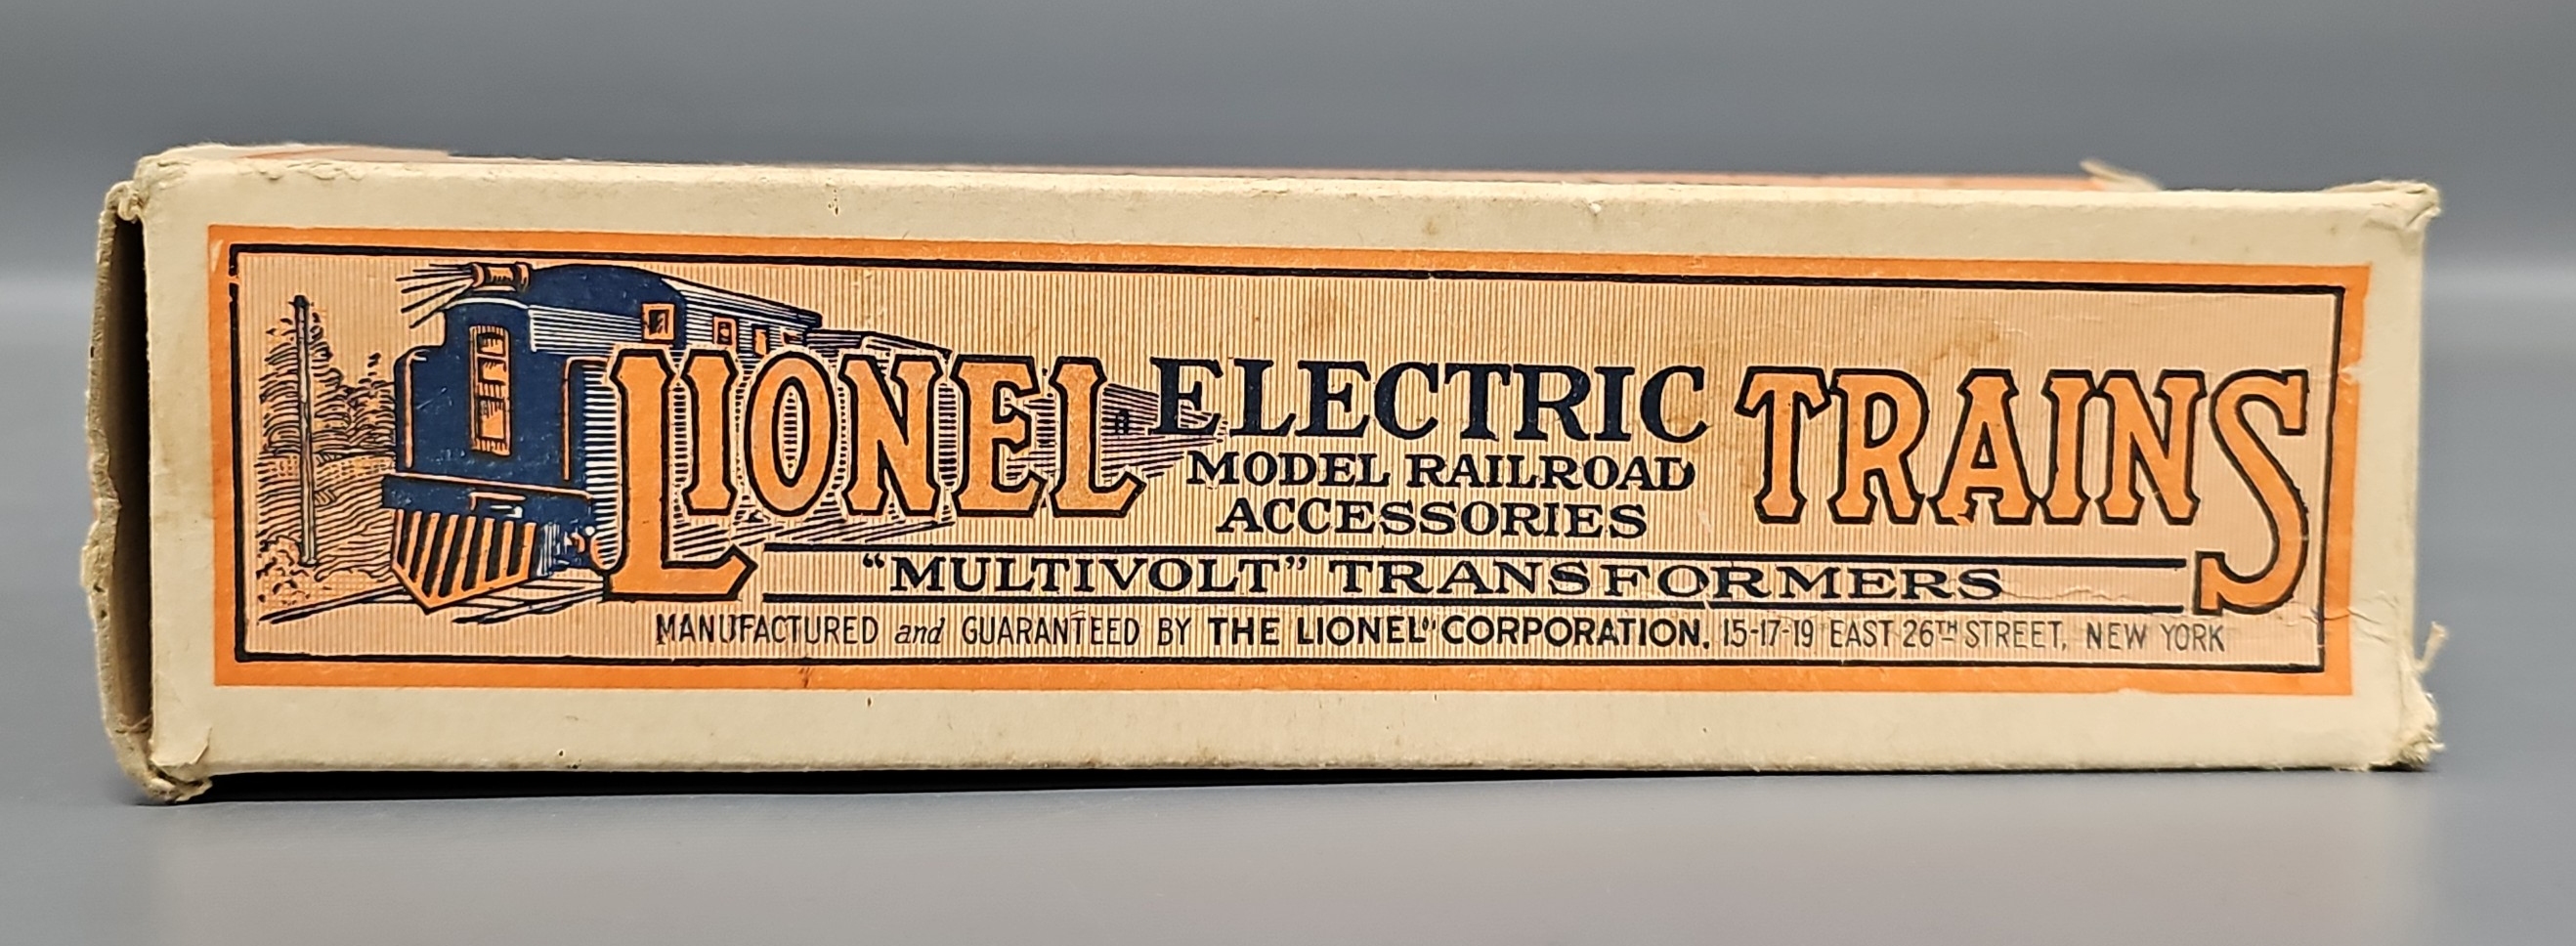 LIONEL ELECTRIC TRAINS
MODEL RAILROAD
ACCESSORIES
“MULTIVOLT” TRANSFORMERS
MANUFACTURED and GUARANTEED BY THE LIONEL CORPORATION. 15-17-19 EAST 26TH STREET, NEW YORK